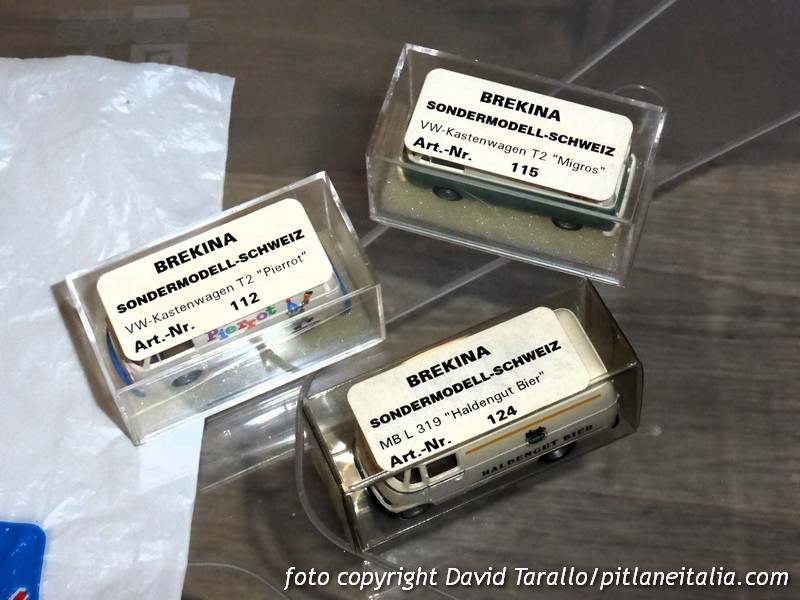 BREKINA
SONDERMODELL-SCHWEIZ
VW-Kastenwagen T2 "Migros"
Art.-Nr. 115
BREKINA
SONDERMODELL-SCHWEIZ
VW-Kastenwagen T2 "Pierrot"
Art.-Nr. 112
Pierrot
BREKINA
SONDERMODELL-SCHWEIZ
MB L 319 "Haldengut Bier"
Art.-Nr. 124
HALDENGUT BIER
foto copyright David Tarallo/pitlaneitalia.com